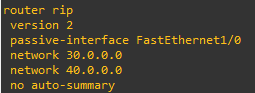 router rip
version 2
passive-interface FastEthernet1/0
network 30.0.0.0
network 40.0.0.0
no auto-summary